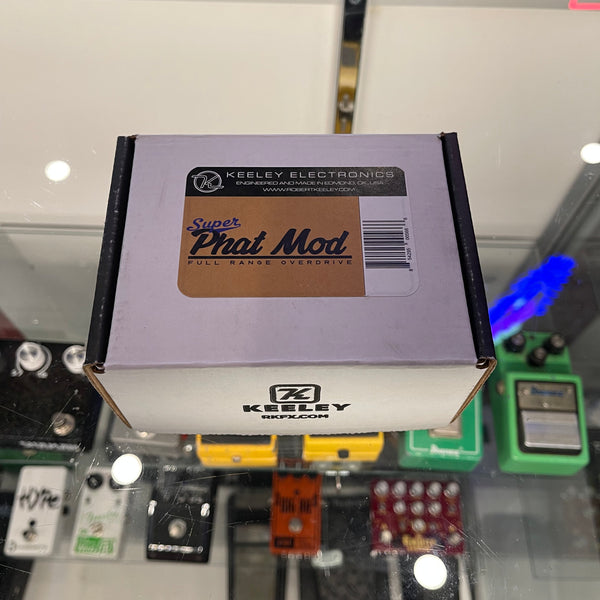 KEELEY ELECTRONICS
ENGINEERED AND MADE IN EDMOND, OK, USA
WWW.ROBERTKEELEY.COM
Super
Phat Mod
FULL RANGE OVERDRIVE
KEELEY
RKFX.COM